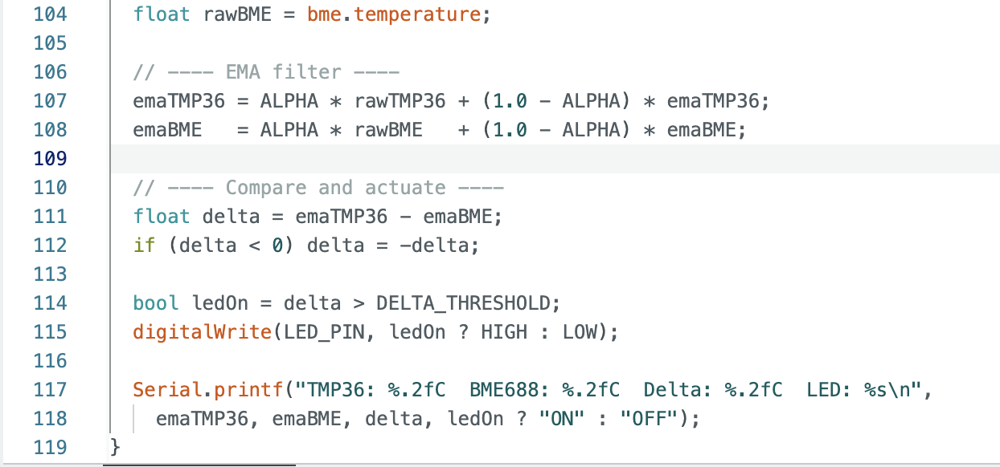 104 float rawBME = bme.temperature;
105
106 // ---- EMA filter ----
107 emaTMP36 = ALPHA * rawTMP36 + (1.0 - ALPHA) * emaTMP36;
108 emaBME   = ALPHA * rawBME   + (1.0 - ALPHA) * emaBME;
109
110 // ---- Compare and actuate ----
111 float delta = emaTMP36 - emaBME;
112 if (delta < 0) delta = -delta;
113
114 bool ledOn = delta > DELTA_THRESHOLD;
115 digitalWrite(LED_PIN, ledOn ? HIGH : LOW);
116
117 Serial.printf("TMP36: %.2fC  BME688: %.2fC  Delta: %.2fC  LED: %s\n",
118   emaTMP36, emaBME, delta, ledOn ? "ON" : "OFF");
119 }